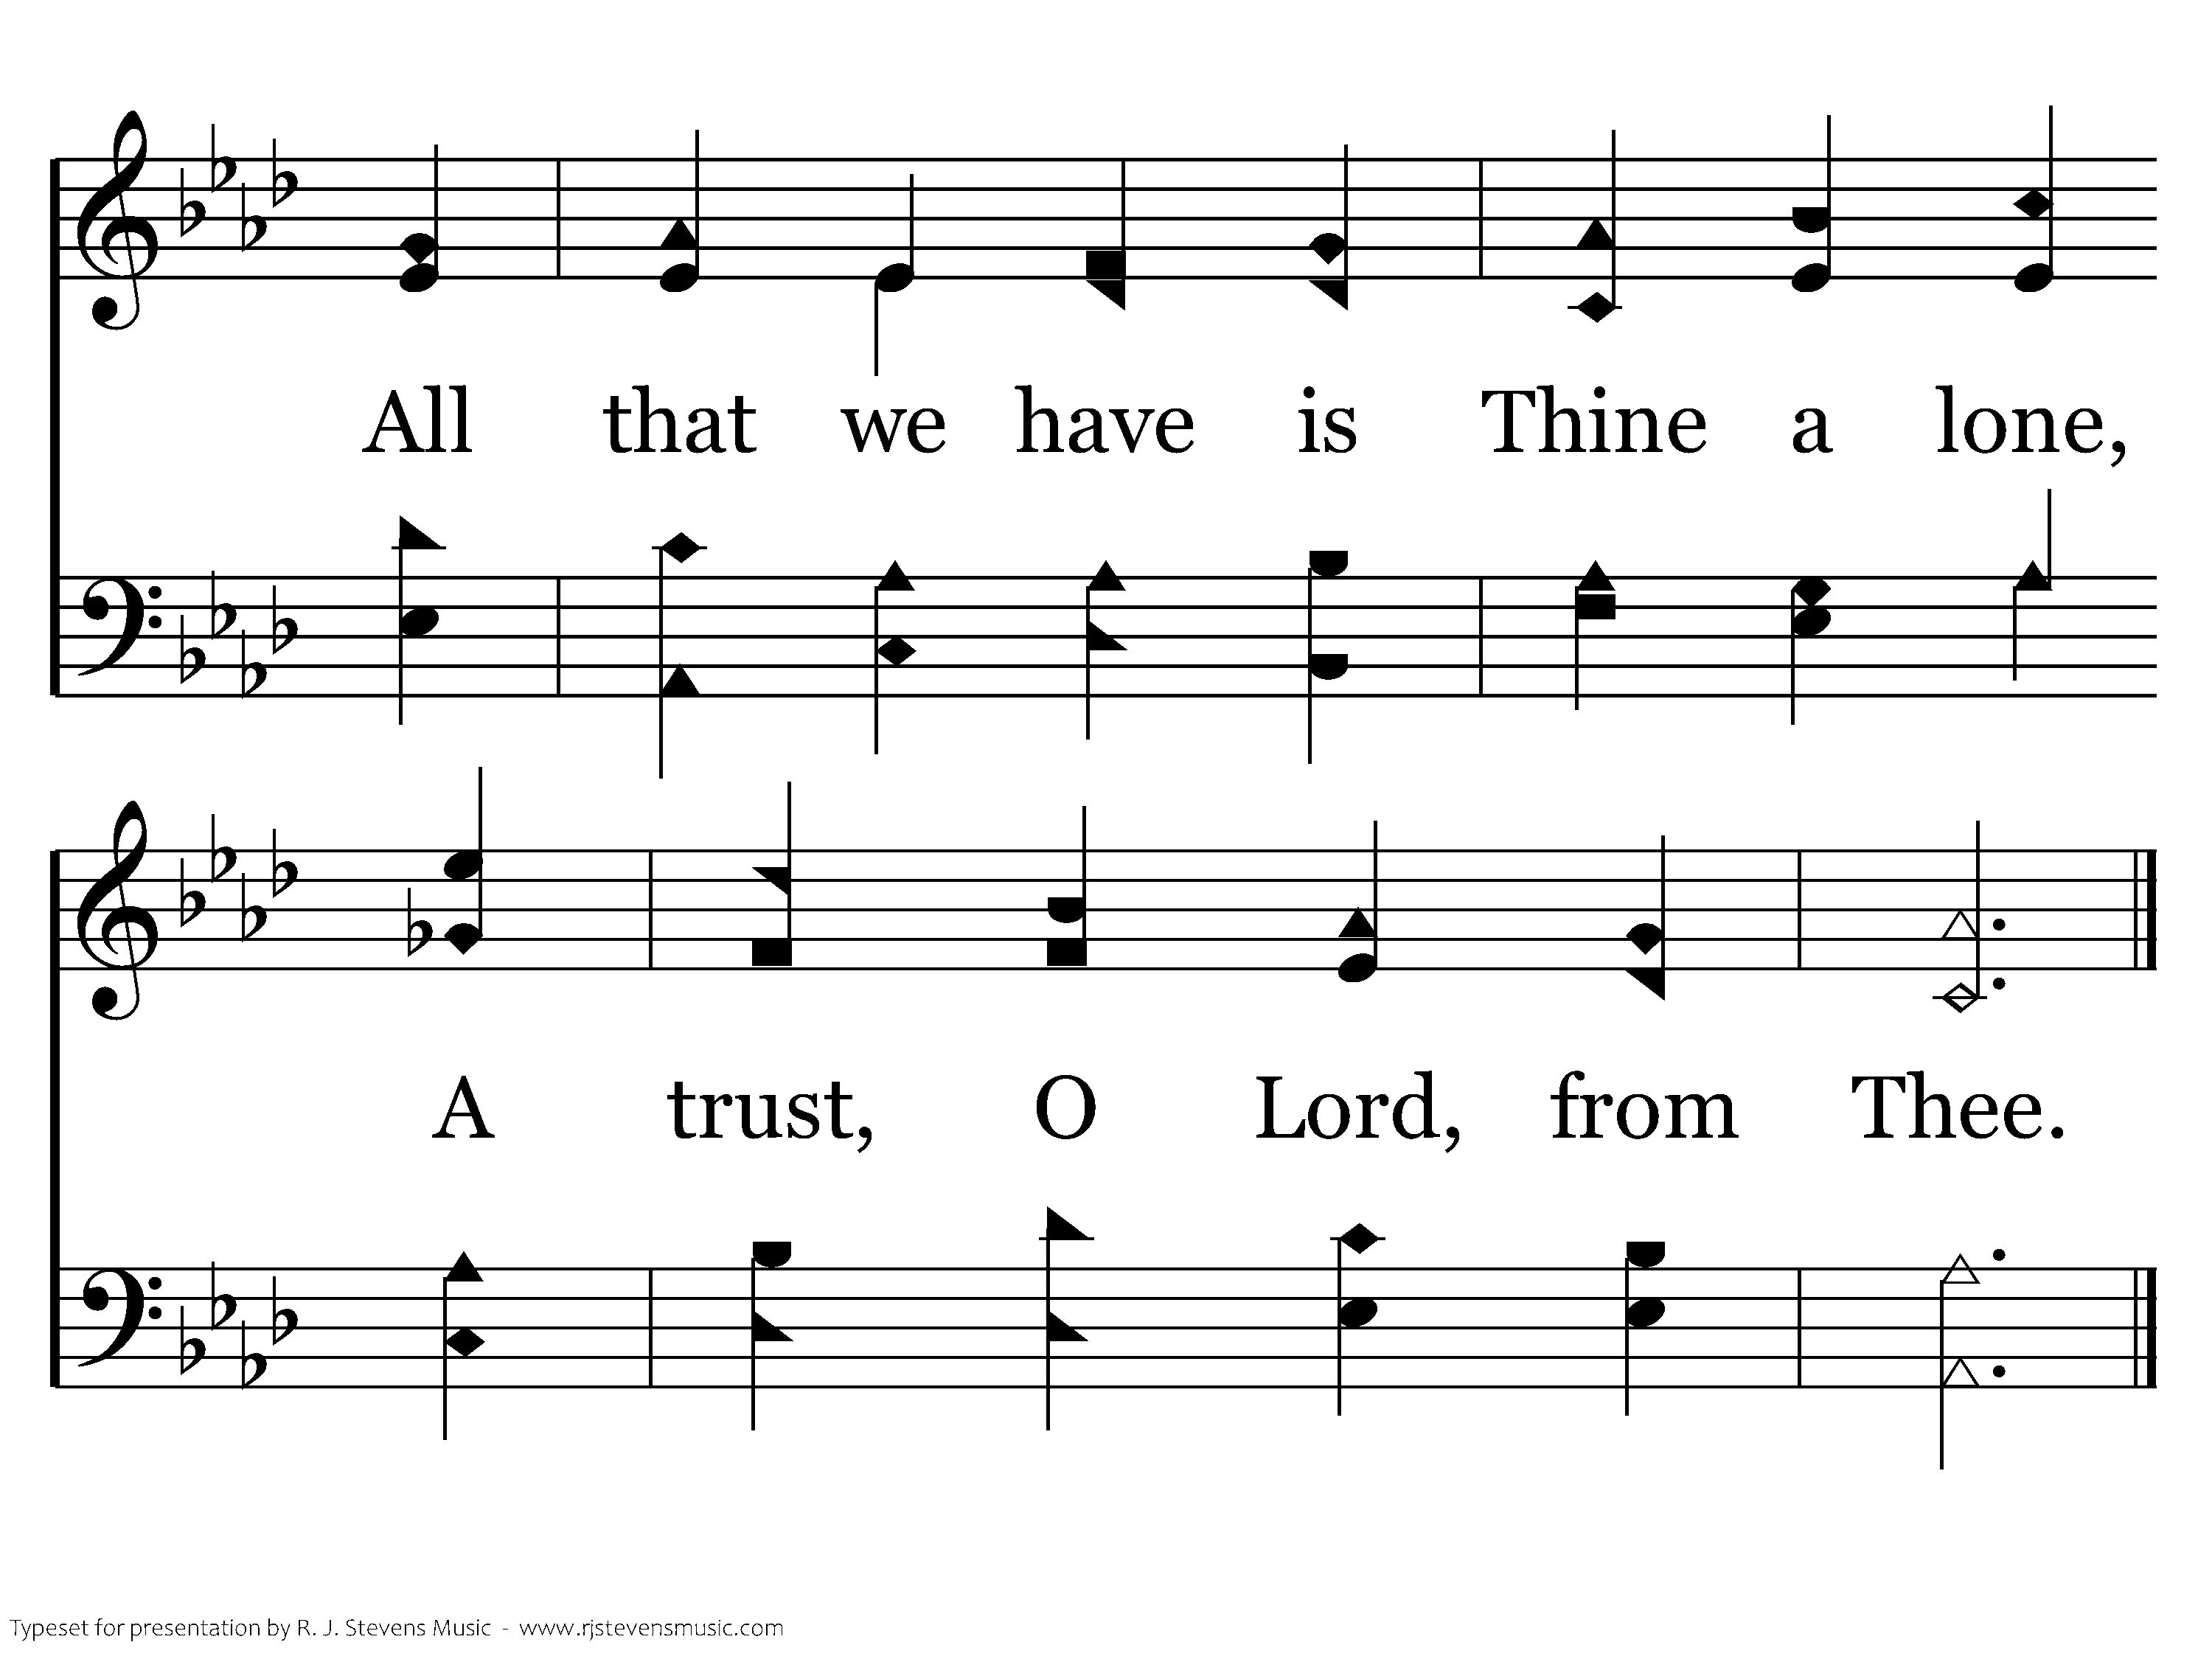 All that we have is Thine a lone,
A trust, O Lord, from Thee.
Typeset for presentation by R. J. Stevens Music - www.rjstevensmusic.com